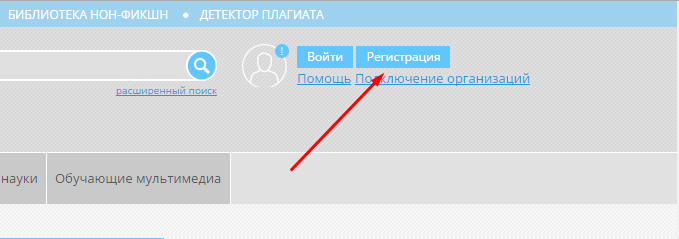 БИБЛИОТЕКА НОН-ФИКШН ДЕТЕКТОР ПЛАГИАТА
! Войти Регистрация
Помощь Подключение организаций
расширенный поиск
науки Обучающие мультимедиа